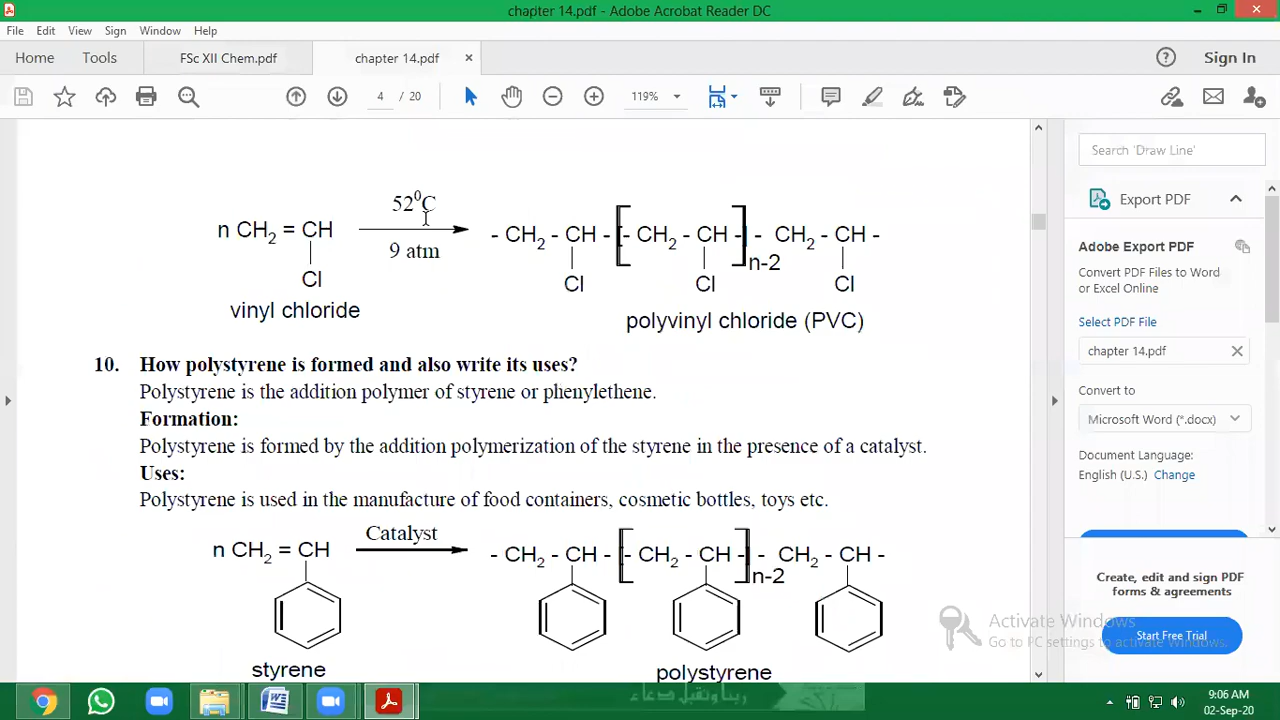 chapter 14.pdf - Adobe Acrobat Reader DC
File Edit View Sign Window Help
Home Tools FSc XII Chem.pdf chapter 14.pdf × Sign In
4 / 20 119%
Search 'Draw Line'
Export PDF
Adobe Export PDF
Convert PDF Files to Word
or Excel Online
Select PDF File
chapter 14.pdf
Convert to
Microsoft Word (*.docx)
Document Language:
English (U.S.) Change
Create, edit and sign PDF
forms & agreements
Start Free Trial
52⁰C
n CH₂ = CH
9 atm
- CH₂ - CH - [- CH₂ - CH -]n-2 - CH₂ - CH -
Cl Cl Cl Cl
vinyl chloride
polyvinyl chloride (PVC)
10. How polystyrene is formed and also write its uses?
Polystyrene is the addition polymer of styrene or phenylethene.
Formation:
Polystyrene is formed by the addition polymerization of the styrene in the presence of a catalyst.
Uses:
Polystyrene is used in the manufacture of food containers, cosmetic bottles, toys etc.
Catalyst
n CH₂ = CH
- CH₂ - CH - [- CH₂ - CH -]n-2 - CH₂ - CH -
styrene
polystyrene
Activate Windows
Go to PC settings to activate Windows.
ربنا وتقبل دعاء
9:06 AM
02-Sep-20